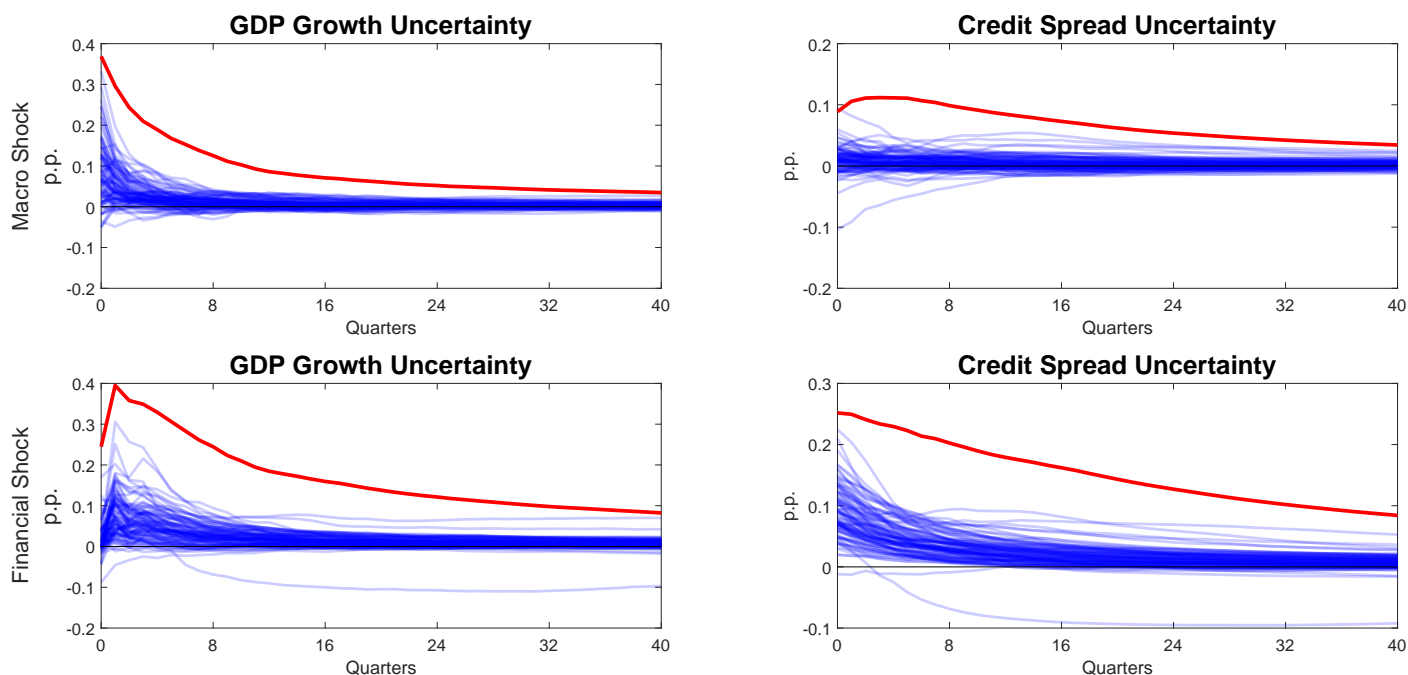 GDP Growth Uncertainty
Macro Shock
p.p.
0.4
0.3
0.2
0.1
0
-0.1
-0.2
0 8 16 24 32 40
Quarters
Credit Spread Uncertainty
p.p.
0.2
0.1
0
-0.1
-0.2
0 8 16 24 32 40
Quarters
GDP Growth Uncertainty
Financial Shock
p.p.
0.4
0.3
0.2
0.1
0
-0.1
-0.2
0 8 16 24 32 40
Quarters
Credit Spread Uncertainty
p.p.
0.3
0.2
0.1
0
-0.1
0 8 16 24 32 40
Quarters